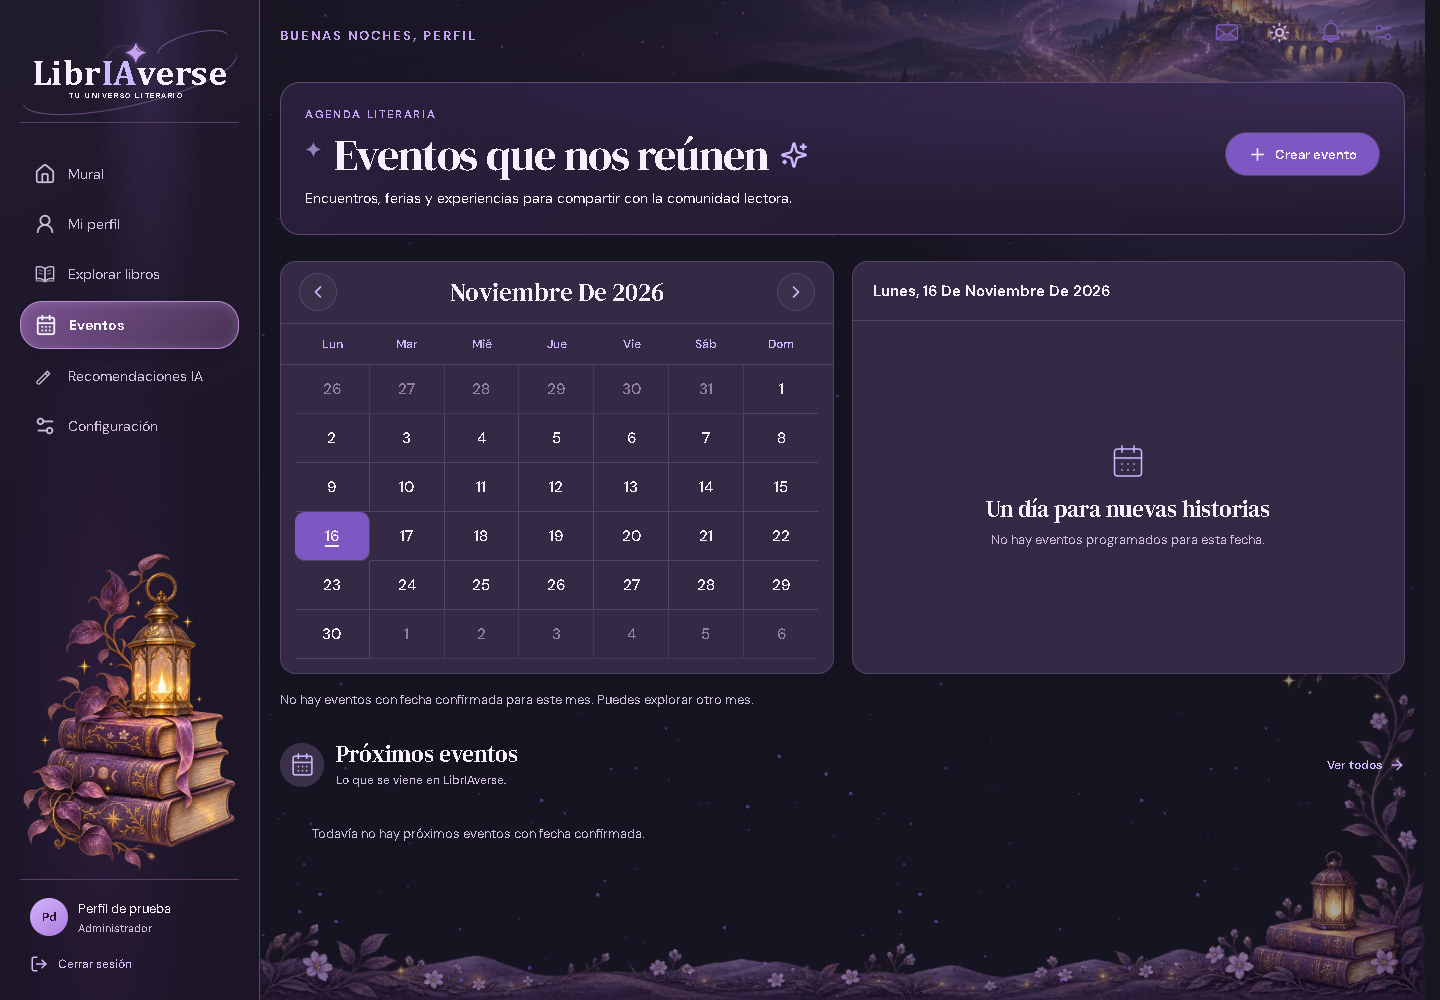 LibrIAverse
TU UNIVERSO LITERARIO
Mural
Mi perfil
Explorar libros
Eventos
Recomendaciones IA
Configuración
Pd
Perfil de prueba
Administrador
Cerrar sesión
BUENAS NOCHES, PERFIL
AGENDA LITERARIA
Eventos que nos reúnen
Encuentros, ferias y experiencias para compartir con la comunidad lectora.
Crear evento
Noviembre De 2026
Lun Mar Mié Jue Vie Sáb Dom
26 27 28 29 30 31 1
2 3 4 5 6 7 8
9 10 11 12 13 14 15
16 17 18 19 20 21 22
23 24 25 26 27 28 29
30 1 2 3 4 5 6
Lunes, 16 De Noviembre De 2026
Un día para nuevas historias
No hay eventos programados para esta fecha.
No hay eventos con fecha confirmada para este mes. Puedes explorar otro mes.
Próximos eventos
Lo que se viene en LibrIAverse.
Ver todos
Todavía no hay próximos eventos con fecha confirmada.